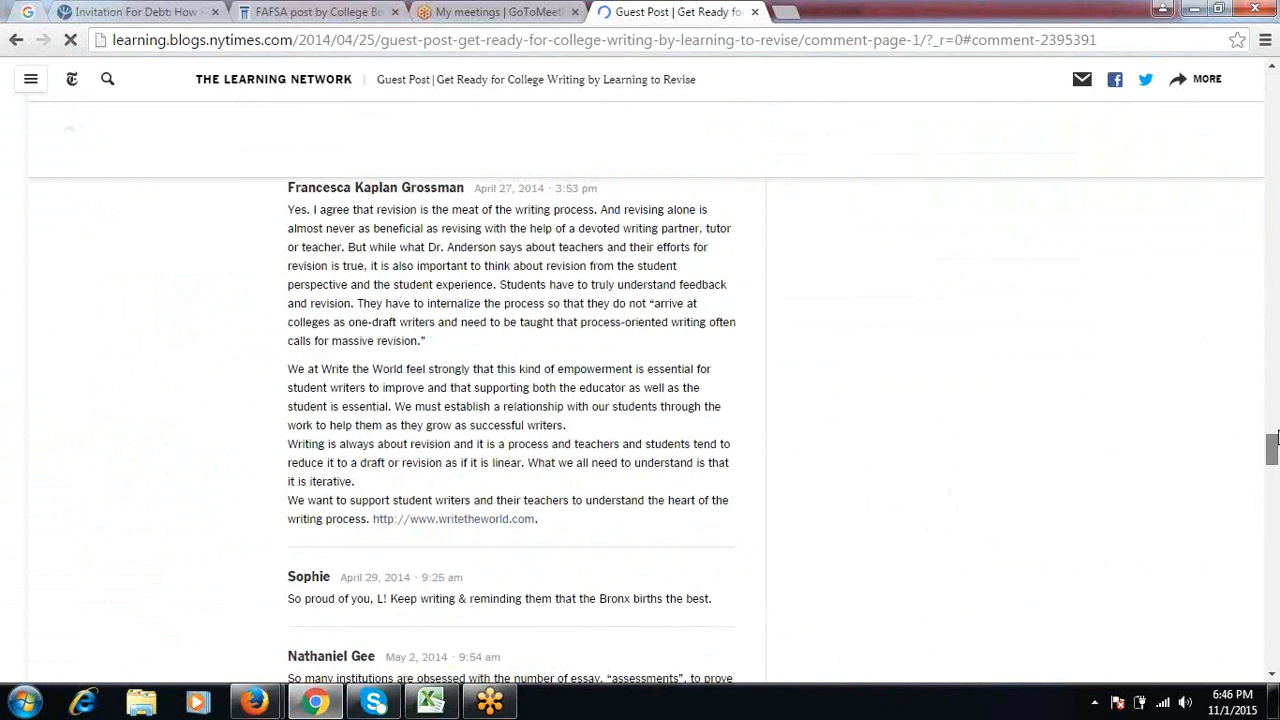 Invitation For Debt: How F
FAFSA post by College Bo
My meetings | GoToMeet
Guest Post | Get Ready fo
learning.blogs.nytimes.com/2014/04/25/guest-post-get-ready-for-college-writing-by-learning-to-revise/comment-page-1/?_r=0#comment-2395391
THE LEARNING NETWORK | Guest Post | Get Ready for College Writing by Learning to Revise
MORE
Francesca Kaplan Grossman April 27, 2014 · 3:53 pm
Yes. I agree that revision is the meat of the writing process. And revising alone is
almost never as beneficial as revising with the help of a devoted writing partner, tutor
or teacher. But while what Dr. Anderson says about teachers and their efforts for
revision is true, it is also important to think about revision from the student
perspective and the student experience. Students have to truly understand feedback
and revision. They have to internalize the process so that they do not “arrive at
colleges as one-draft writers and need to be taught that process-oriented writing often
calls for massive revision.”
We at Write the World feel strongly that this kind of empowerment is essential for
student writers to improve and that supporting both the educator as well as the
student is essential. We must establish a relationship with our students through the
work to help them as they grow as successful writers.
Writing is always about revision and it is a process and teachers and students tend to
reduce it to a draft or revision as if it is linear. What we all need to understand is that
it is iterative.
We want to support student writers and their teachers to understand the heart of the
writing process. http://www.writetheworld.com.
Sophie April 29, 2014 · 9:25 am
So proud of you, L! Keep writing & reminding them that the Bronx births the best.
Nathaniel Gee May 2, 2014 · 9:54 am
So many institutions are obsessed with the number of essay, “assessments”, to prove
6:46 PM
11/1/2015